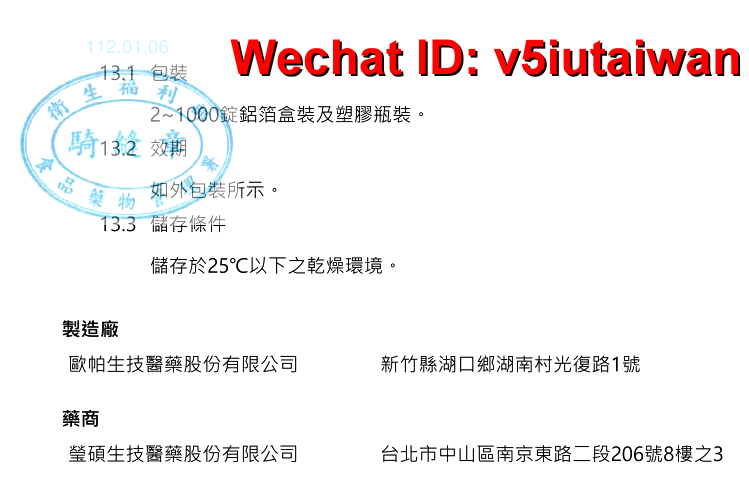 112.01.06
Wechat ID: v5iutaiwan
13.1 包裝
2~1000錠鋁箔盒裝及塑膠瓶裝。
13.2 效期
如外包裝所示。
13.3 儲存條件
儲存於25℃以下之乾燥環境。
衛生福利部
騎縫章
食品藥物管理署
製造廠
歐帕生技醫藥股份有限公司 新竹縣湖口鄉湖南村光復路1號
藥商
瑩碩生技醫藥股份有限公司 台北市中山區南京東路二段206號8樓之3